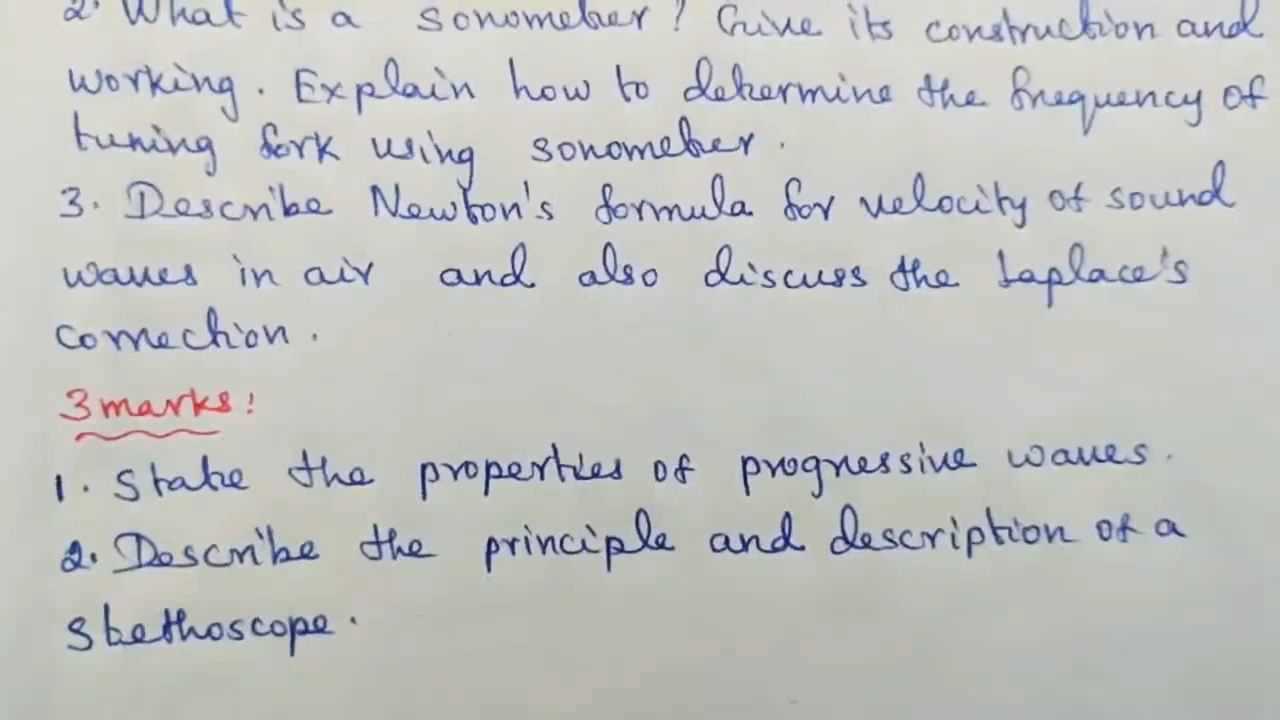 2. What is a sonometer? Give its construction and
working. Explain how to determine the frequency of
tuning fork using sonometer.
3. Describe Newton's formula for velocity of sound
waves in air and also discuss the Laplace's
correction.
3 marks:
1. State the properties of progressive waves.
2. Describe the principle and description of a
Stethoscope.